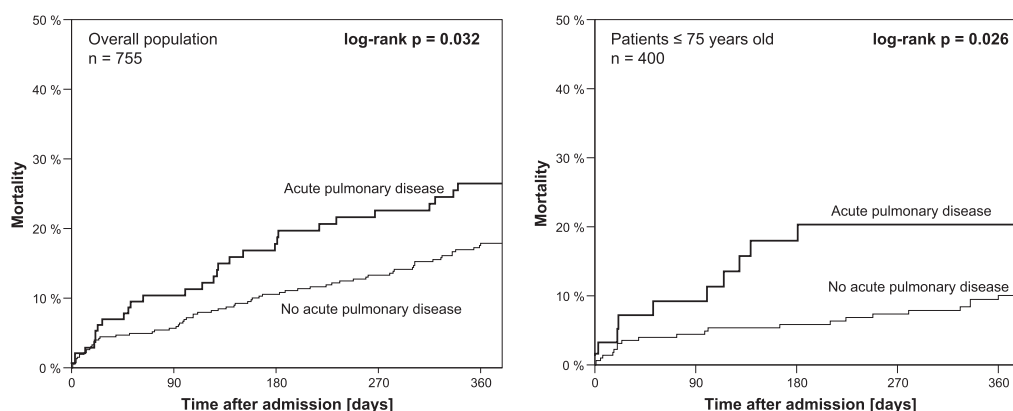 Overall population
n = 755
log-rank p = 0.032
50 %
40 %
30 %
20 %
10 %
0 %
Mortality
Acute pulmonary disease
No acute pulmonary disease
0 90 180 270 360
Time after admission [days]
Patients ≤ 75 years old
n = 400
log-rank p = 0.026
50 %
40 %
30 %
20 %
10 %
0 %
Mortality
Acute pulmonary disease
No acute pulmonary disease
0 90 180 270 360
Time after admission [days]